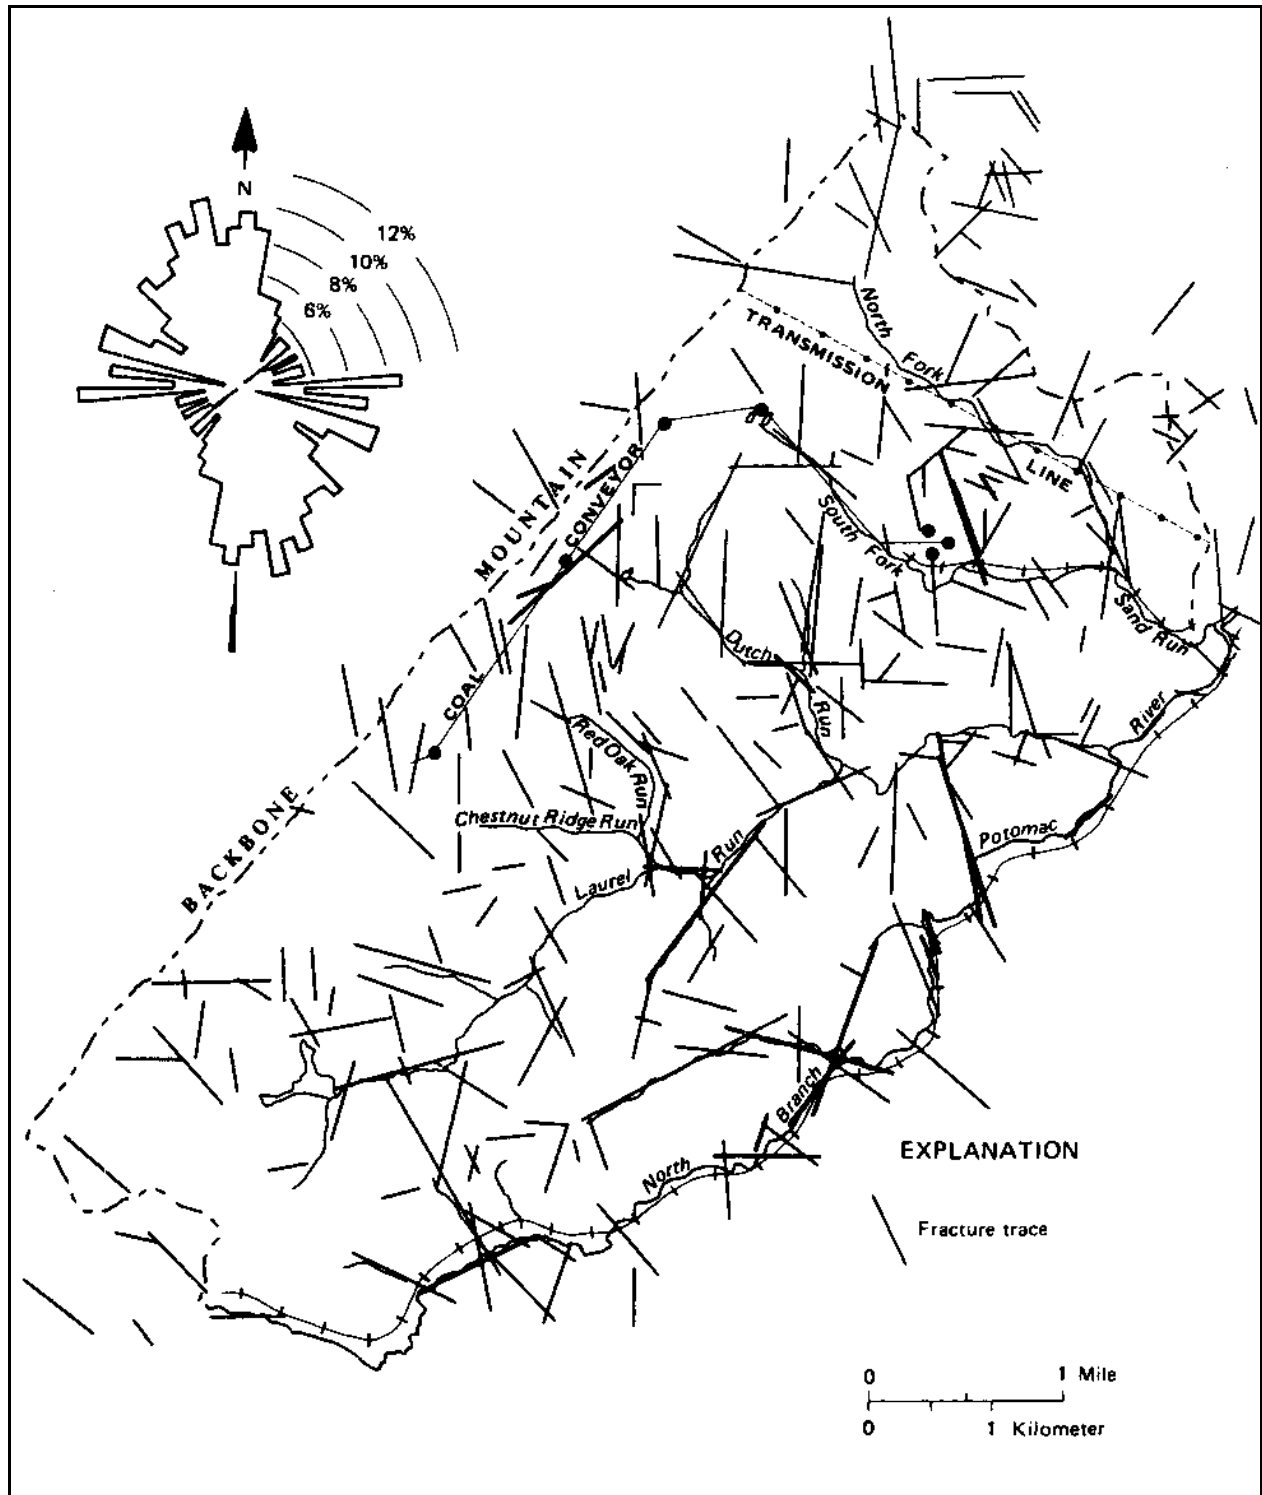 N
12%
10%
8%
6%
North
Fork
TRANSMISSION
LINE
MOUNTAIN
CONVEYOR
COAL
South Fork
Sand Run
Dutch
Run
River
Red Oak Run
Chestnut Ridge Run
BACKBONE
Run
Laurel
Potomac
Branch
North
EXPLANATION
Fracture trace
0 1 Mile
0 1 Kilometer